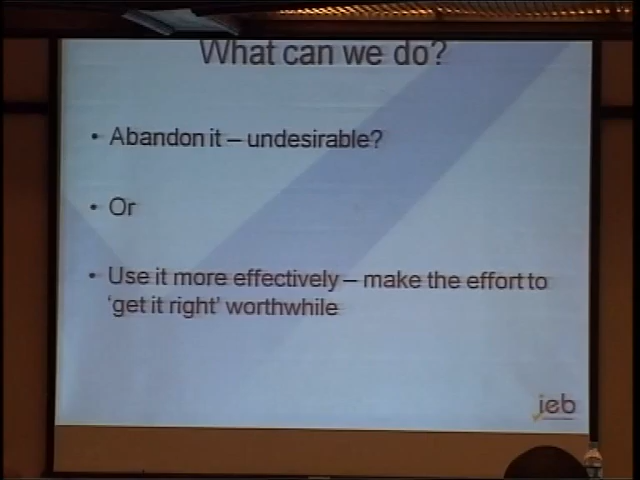 What can we do?
• Abandon it – undesirable?
• Or
• Use it more effectively – make the effort to
‘get it right’ worthwhile
ieb